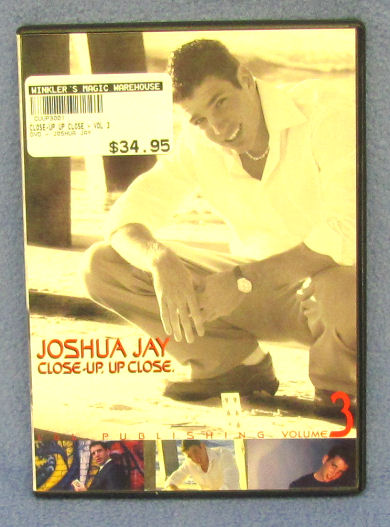 WINKLER'S MAGIC WAREHOUSE
CUUP3001
CLOSE-UP UP CLOSE - VOL 3
DVD - JOSHUA JAY
$34.95
JOSHUA JAY
CLOSE-UP, UP CLOSE.
PUBLISHING VOLUME 3